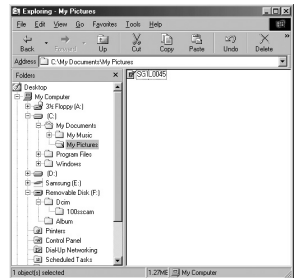 Exploring - My Pictures
File Edit View Go Favorites Tools Help
Back Forward Up Cut Copy Paste Undo Delete
Address C:\My Documents\My Pictures
Folders
Desktop
My Computer
3½ Floppy (A:)
(C:)
My Documents
My Music
My Pictures
Program Files
Windows
(D:)
Samsung (E:)
Removable Disk (F:)
Dcim
100sscam
Album
Printers
Control Panel
Dial-Up Networking
Scheduled Tasks
SG1L0045
1 object(s) selected 1.27MB My Computer